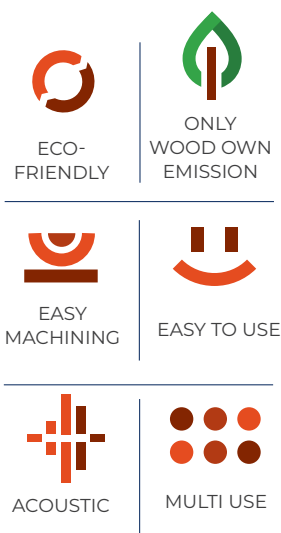 ECO-
FRIENDLY
ONLY
WOOD OWN
EMISSION
EASY
MACHINING
EASY TO USE
ACOUSTIC
MULTI USE